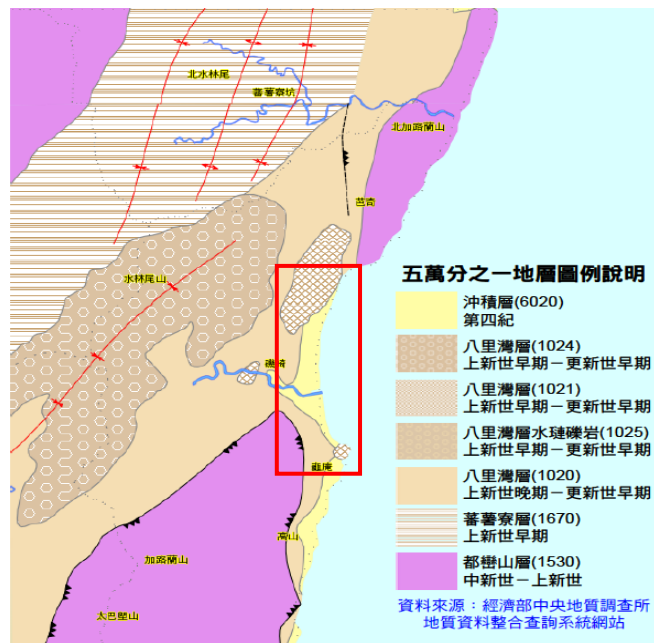 北水林尾
蕃薯寮坑
北加路蘭山
芭崎
水林尾山
磯崎
龜庵
高山
加路蘭山
太巴塱山
五萬分之一地層圖例說明
沖積層(6020)
第四紀
八里灣層(1024)
上新世早期－更新世早期
八里灣層(1021)
上新世早期－更新世早期
八里灣層水璉礫岩(1025)
上新世早期－更新世早期
八里灣層(1020)
上新世晚期－更新世早期
蕃薯寮層(1670)
上新世早期
都巒山層(1530)
中新世－上新世
資料來源：經濟部中央地質調查所
地質資料整合查詢系統網站